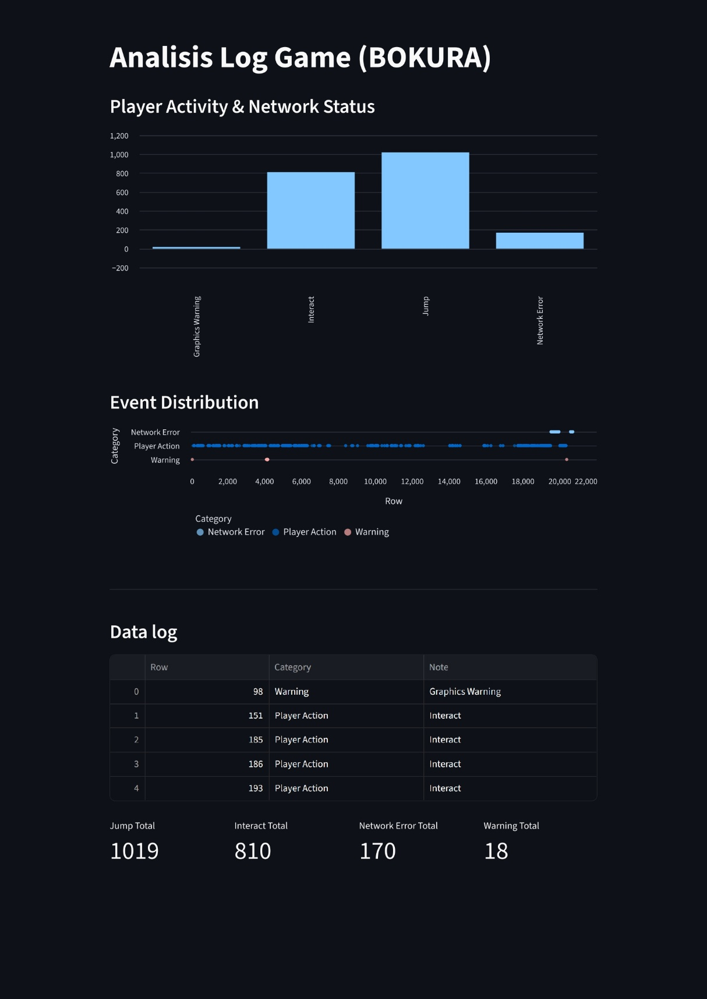 Analisis Log Game (BOKURA)
Player Activity & Network Status
1,200
1,000
800
600
400
200
0
−200
Graphics Warning
Interact
Jump
Network Error
Event Distribution
Category
Network Error
Player Action
Warning
0 2,000 4,000 6,000 8,000 10,000 12,000 14,000 16,000 18,000 20,000 22,000
Row
Category
Network Error Player Action Warning
Data log
Row Category Note
0 98 Warning Graphics Warning
1 151 Player Action Interact
2 185 Player Action Interact
3 186 Player Action Interact
4 193 Player Action Interact
Jump Total Interact Total Network Error Total Warning Total
1019 810 170 18